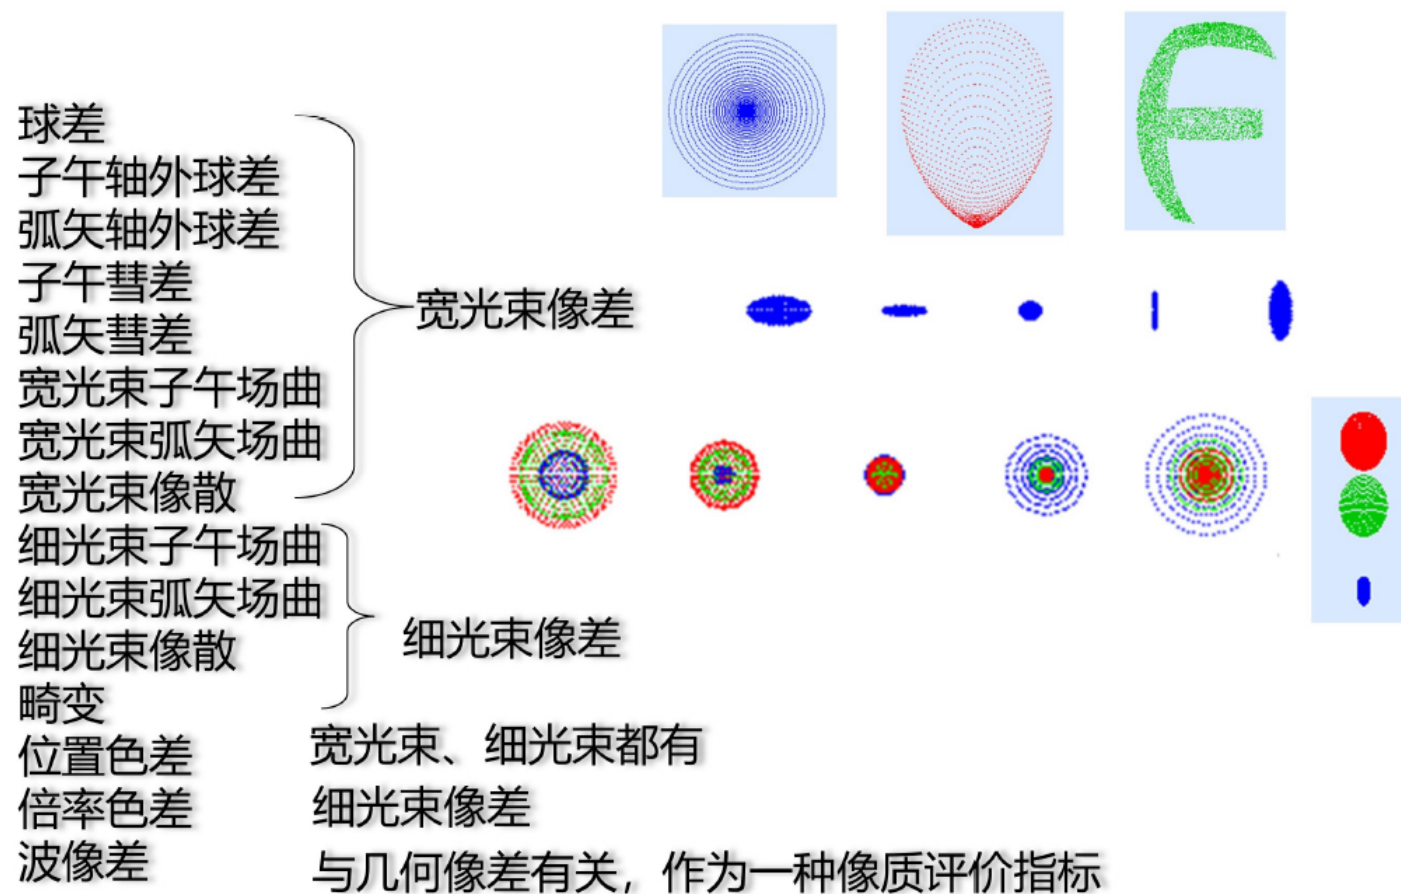 球差
子午轴外球差
弧矢轴外球差
子午彗差
弧矢彗差
宽光束子午场曲
宽光束弧矢场曲
宽光束像散
宽光束像差
细光束子午场曲
细光束弧矢场曲
细光束像散
畸变
细光束像差
位置色差 宽光束、细光束都有
倍率色差 细光束像差
波像差 与几何像差有关，作为一种像质评价指标